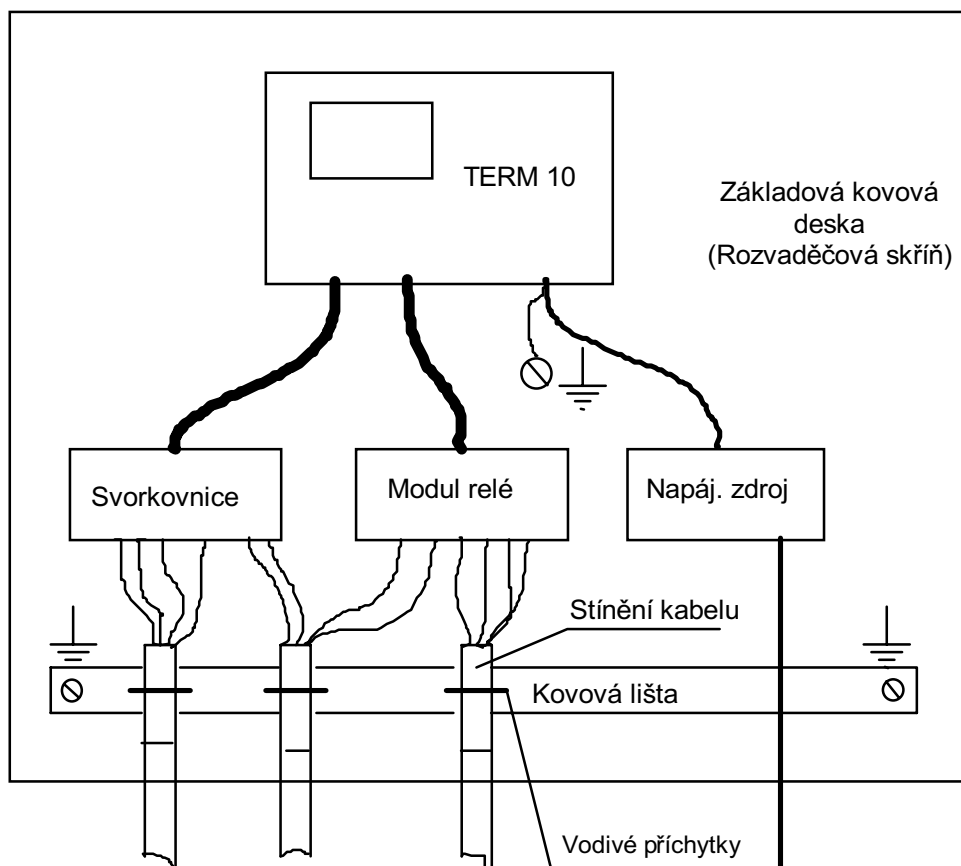 TERM 10
Základová kovová
deska
(Rozvaděčová skříň)
Svorkovnice
Modul relé
Napáj. zdroj
Stínění kabelu
Kovová lišta
Vodivé příchytky